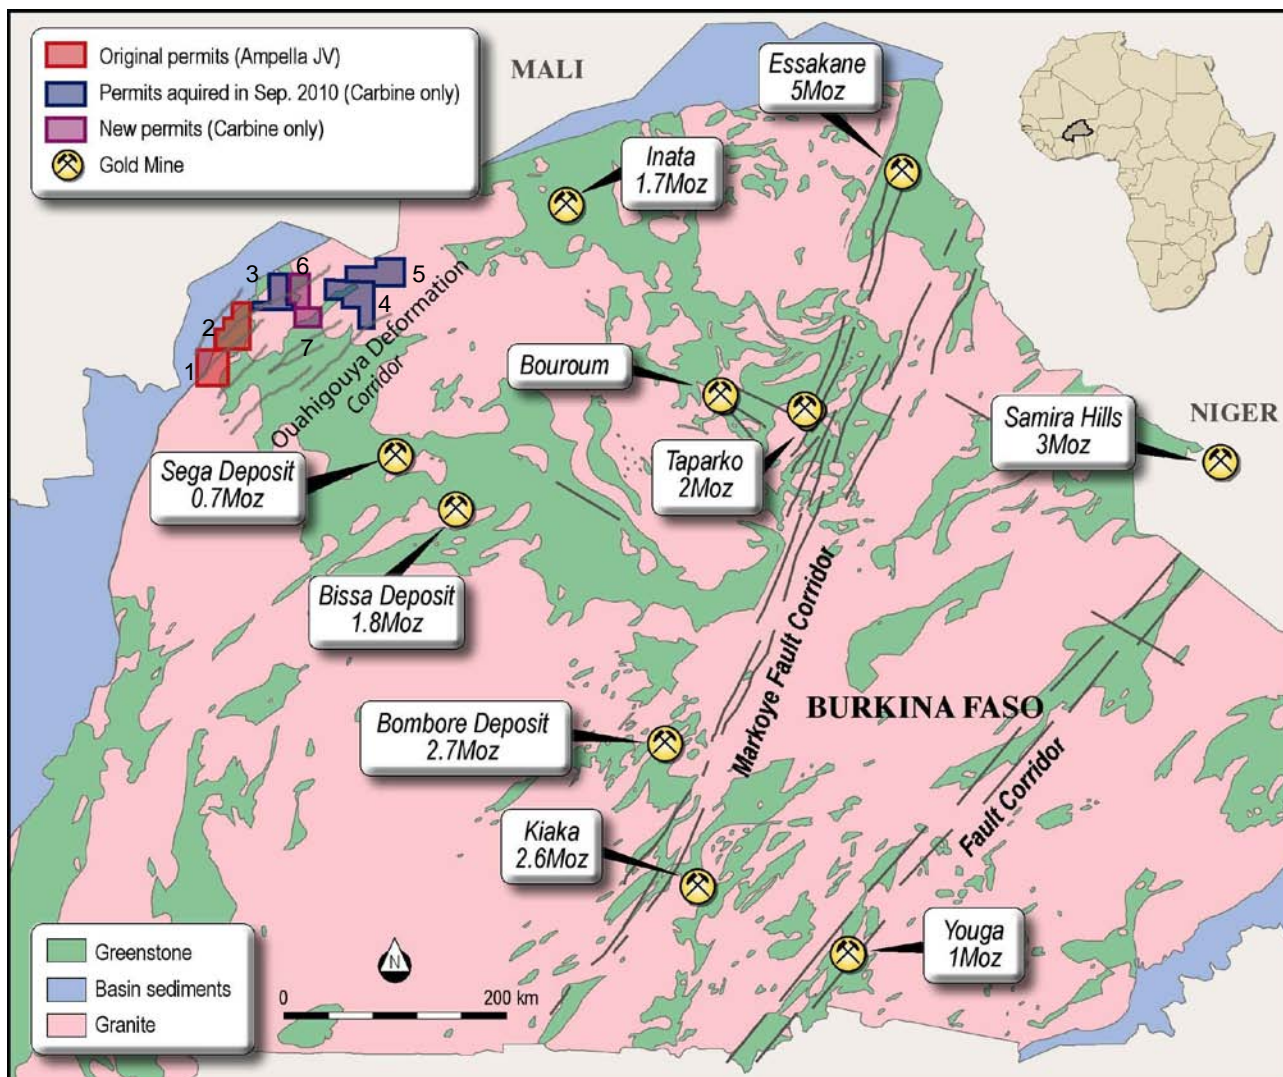 Original permits (Ampella JV)
Permits aquired in Sep. 2010 (Carbine only)
New permits (Carbine only)
Gold Mine
MALI
Essakane
5Moz
Inata
1.7Moz
3
6
5
4
2
7
1
Ouahigouya Deformation
Corridor
Bouroum
Samira Hills
3Moz
NIGER
Taparko
2Moz
Sega Deposit
0.7Moz
Bissa Deposit
1.8Moz
Markoye Fault Corridor
BURKINA FASO
Bombore Deposit
2.7Moz
Fault Corridor
Kiaka
2.6Moz
Youga
1Moz
Greenstone
Basin sediments
Granite
N
0
200 km